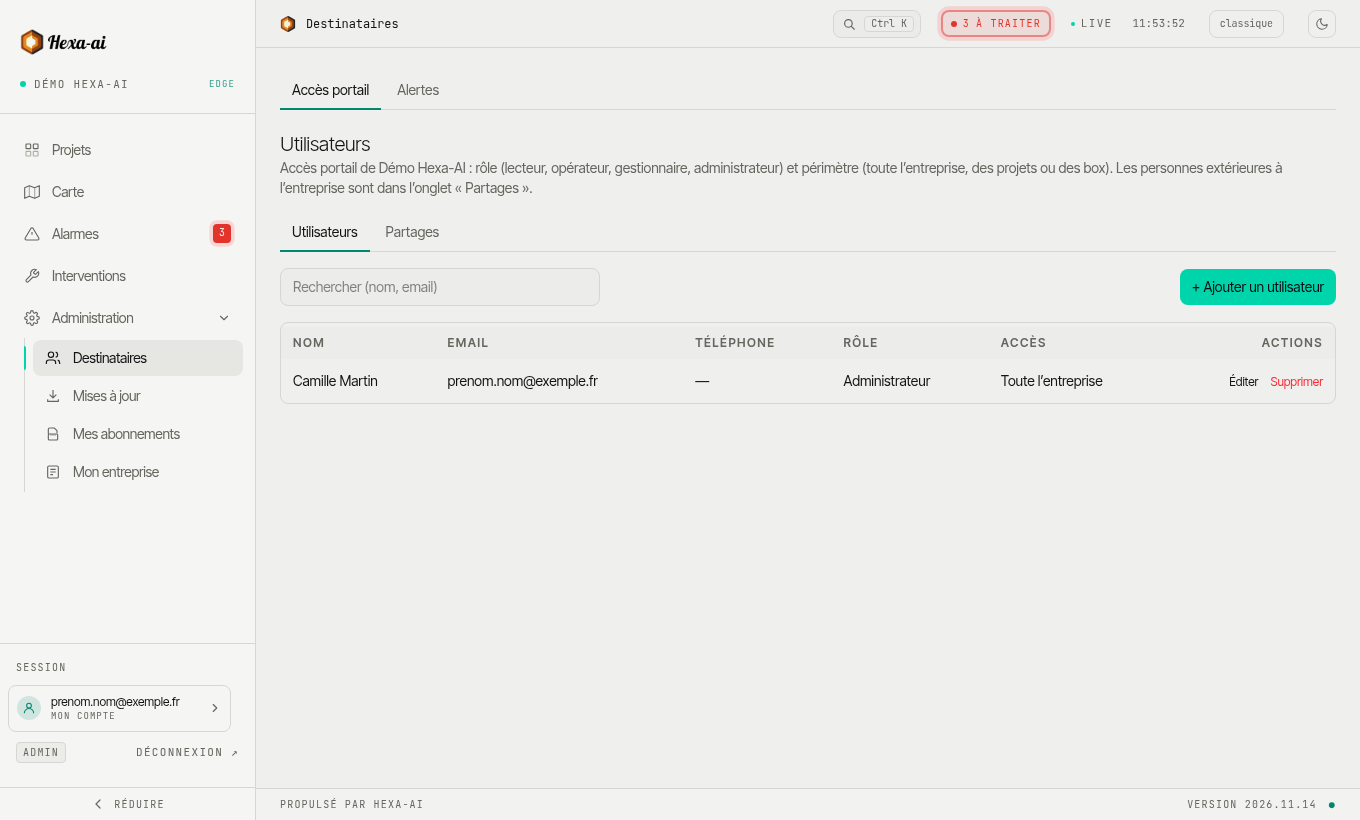 Hexa-ai
DÉMO HEXA-AI
EDGE
Projets
Carte
Alarmes
3
Interventions
Administration
Destinataires
Mises à jour
Mes abonnements
Mon entreprise
SESSION
prenom.nom@exemple.fr
MON COMPTE
ADMIN
DÉCONNEXION ↗
RÉDUIRE
Destinataires
Ctrl K
3 À TRAITER
LIVE
11:53:52
classique
Accès portail
Alertes
Utilisateurs
Accès portail de Démo Hexa-AI : rôle (lecteur, opérateur, gestionnaire, administrateur) et périmètre (toute l’entreprise, des projets ou des box). Les personnes extérieures à
l’entreprise sont dans l’onglet « Partages ».
Utilisateurs
Partages
Rechercher (nom, email)
+ Ajouter un utilisateur
NOM EMAIL TÉLÉPHONE RÔLE ACCÈS ACTIONS
Camille Martin prenom.nom@exemple.fr — Administrateur Toute l’entreprise Éditer Supprimer
PROPULSÉ PAR HEXA-AI
VERSION 2026.11.14